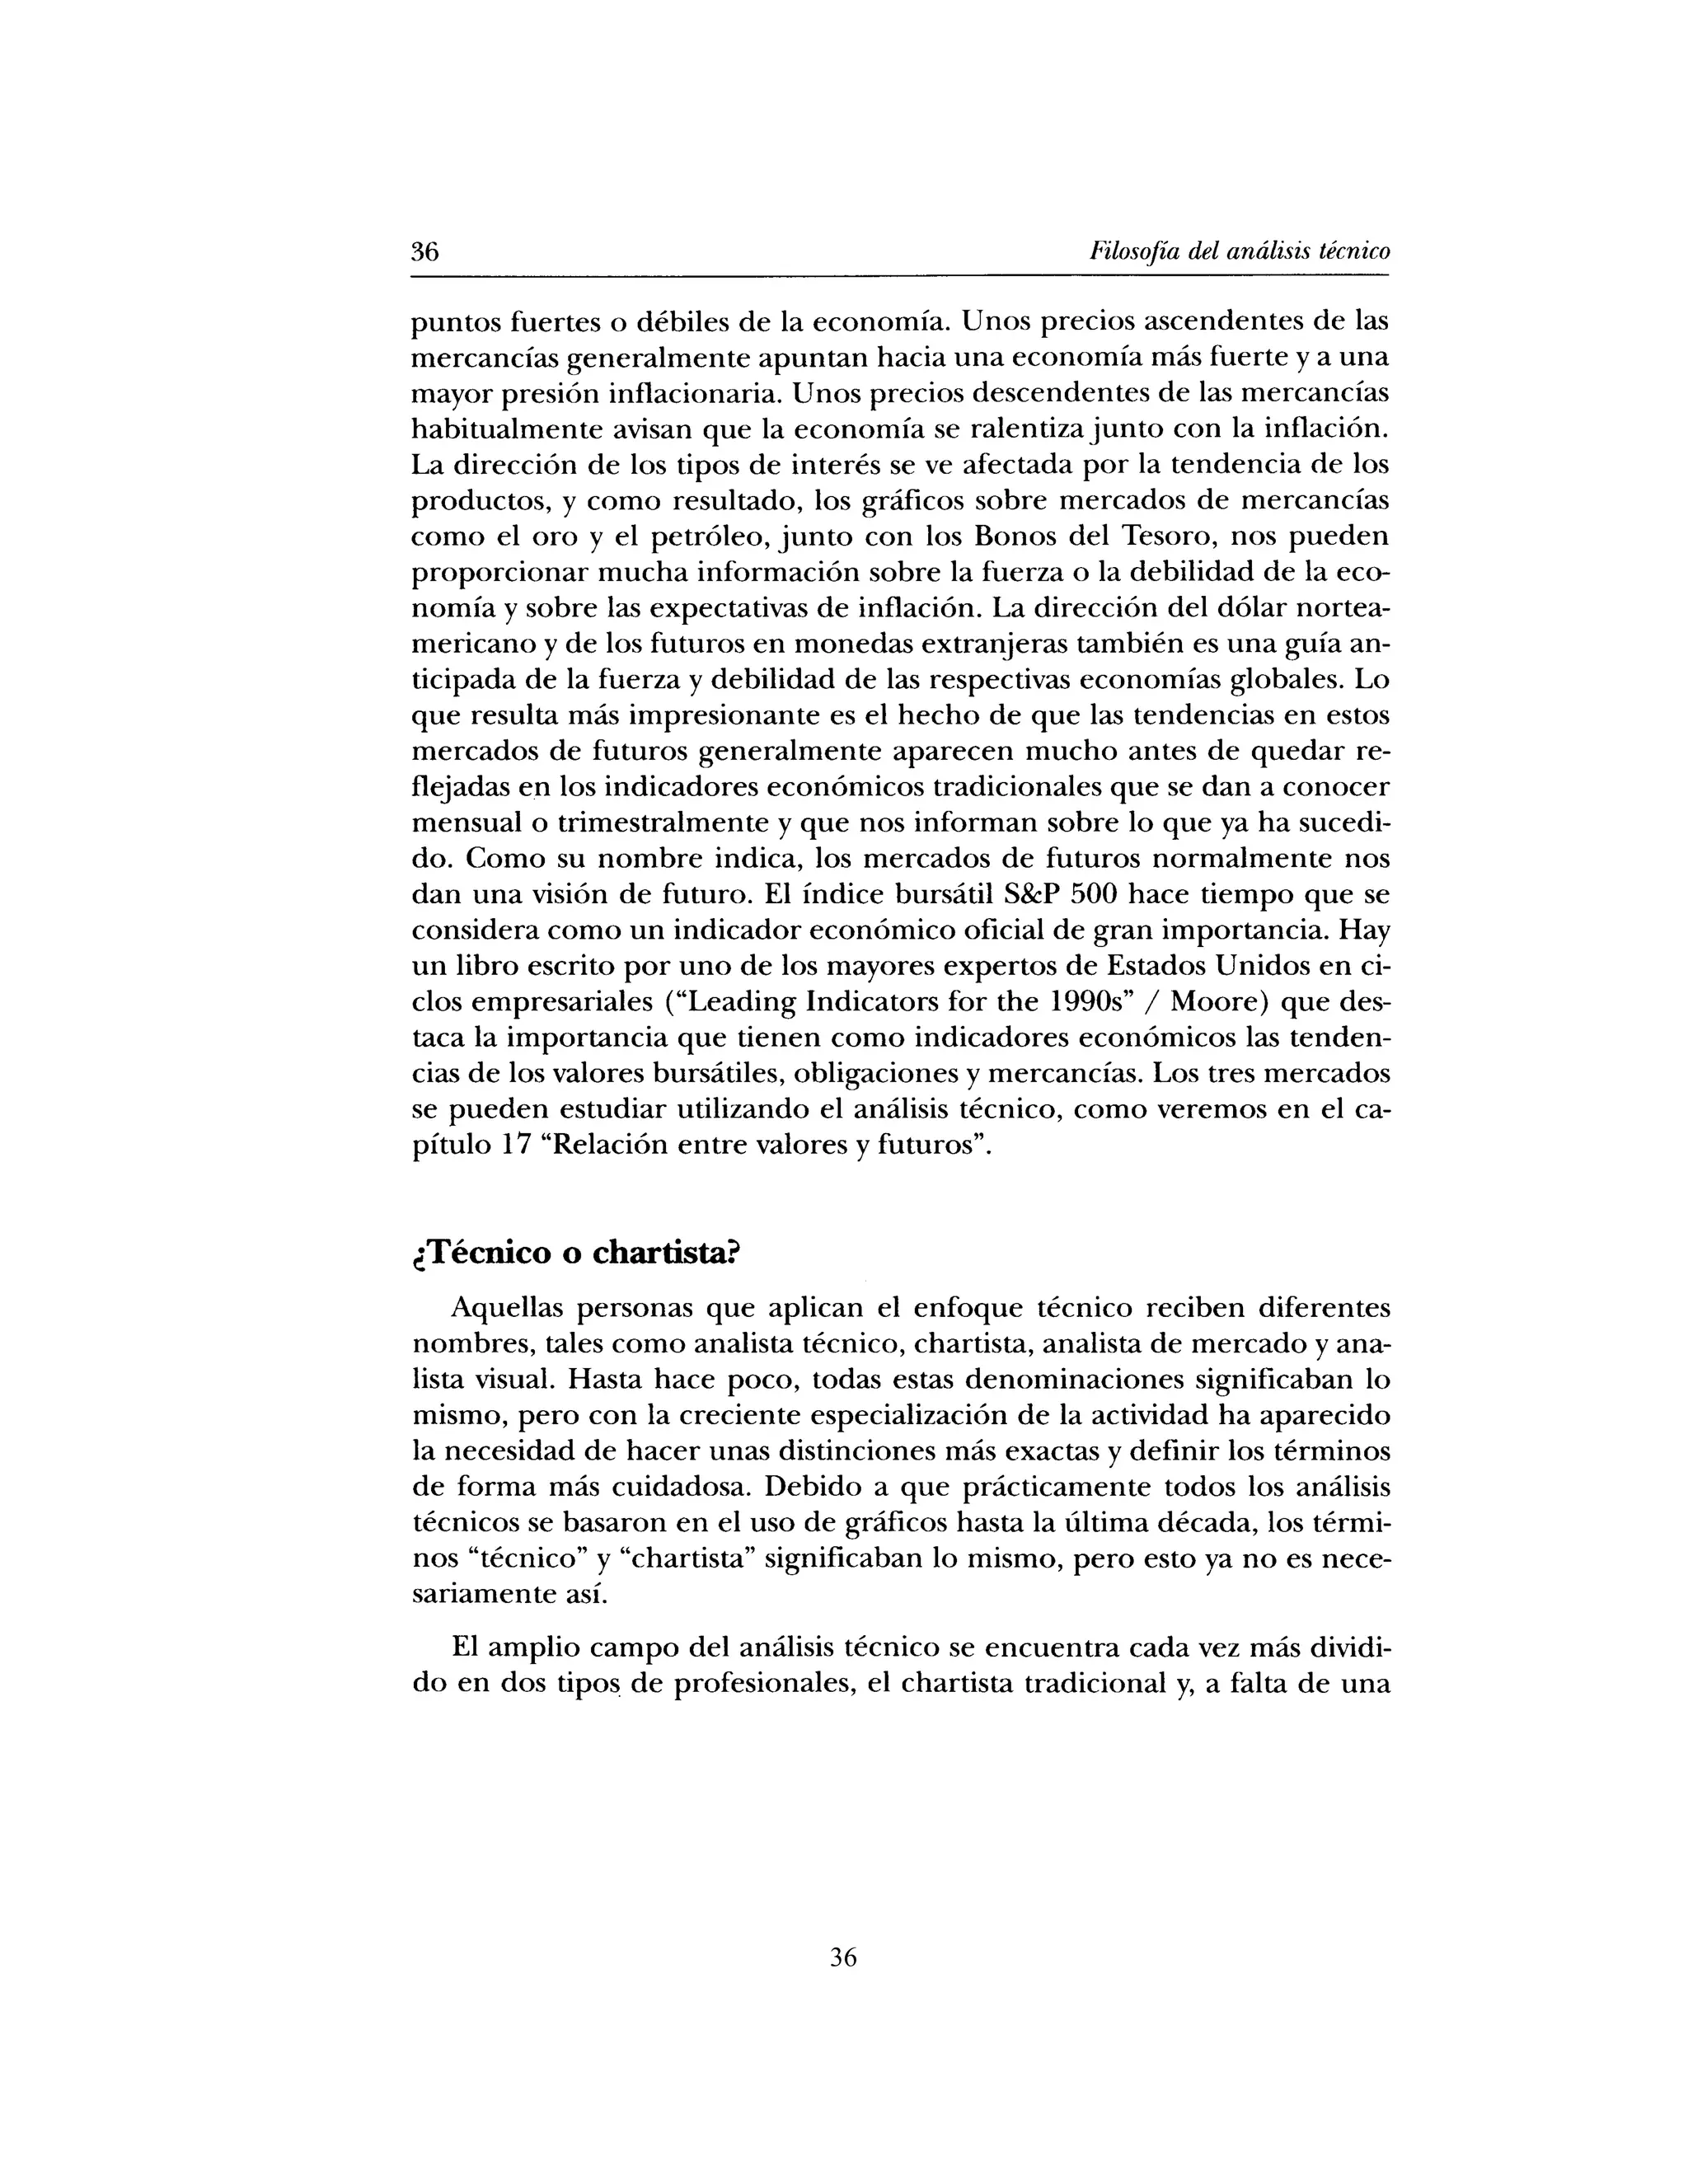 36 Filosofía del análisis técnico
puntos fuertes o débiles de la economía. Unos precios ascendentes de las
mercancías generalmente apuntan hacia una economía más fuerte y a una
mayor presión inflacionaria. Unos precios descendentes de las mercancías
habitualmente avisan que la economía se ralentiza junto con la inflación.
La dirección de los tipos de interés se ve afectada por la tendencia de los
productos, y como resultado, los gráficos sobre mercados de mercancías
como el oro y el petróleo, junto con los Bonos del Tesoro, nos pueden
proporcionar mucha información sobre la fuerza o la debilidad de la eco-
nomía y sobre las expectativas de inflación. La dirección del dólar nortea-
mericano y de los futuros en monedas extranjeras también es una guía an-
ticipada de la fuerza y debilidad de las respectivas economías globales. Lo
que resulta más impresionante es el hecho de que las tendencias en estos
mercados de futuros generalmente aparecen mucho antes de quedar re-
flejadas en los indicadores económicos tradicionales que se dan a conocer
mensual o trimestralmente y que nos informan sobre lo que ya ha sucedi-
do. Como su nombre indica, los mercados de futuros normalmente nos
dan una visión de futuro. El índice bursátil S&P 500 hace tiempo que se
considera como un indicador económico oficial de gran importancia. Hay
un libro escrito por uno de los mayores expertos de Estados Unidos en ci-
clos empresariales (“Leading Indicators for the 1990s” / Moore) que des-
taca la importancia que tienen como indicadores económicos las tenden-
cias de los valores bursátiles, obligaciones y mercancías. Los tres mercados
se pueden estudiar utilizando el análisis técnico, como veremos en el ca-
pítulo 17 “Relación entre valores y futuros”.
¿Técnico o chartista?
Aquellas personas que aplican el enfoque técnico reciben diferentes
nombres, tales como analista técnico, chartista, analista de mercado y ana-
lista visual. Hasta hace poco, todas estas denominaciones significaban lo
mismo, pero con la creciente especialización de la actividad ha aparecido
la necesidad de hacer unas distinciones más exactas y definir los términos
de forma más cuidadosa. Debido a que prácticamente todos los análisis
técnicos se basaron en el uso de gráficos hasta la última década, los térmi-
nos “técnico” y “chartista” significaban lo mismo, pero esto ya no es nece-
sariamente así.
El amplio campo del análisis técnico se encuentra cada vez más dividi-
do en dos tipos de profesionales, el chartista tradicional y, a falta de una
36